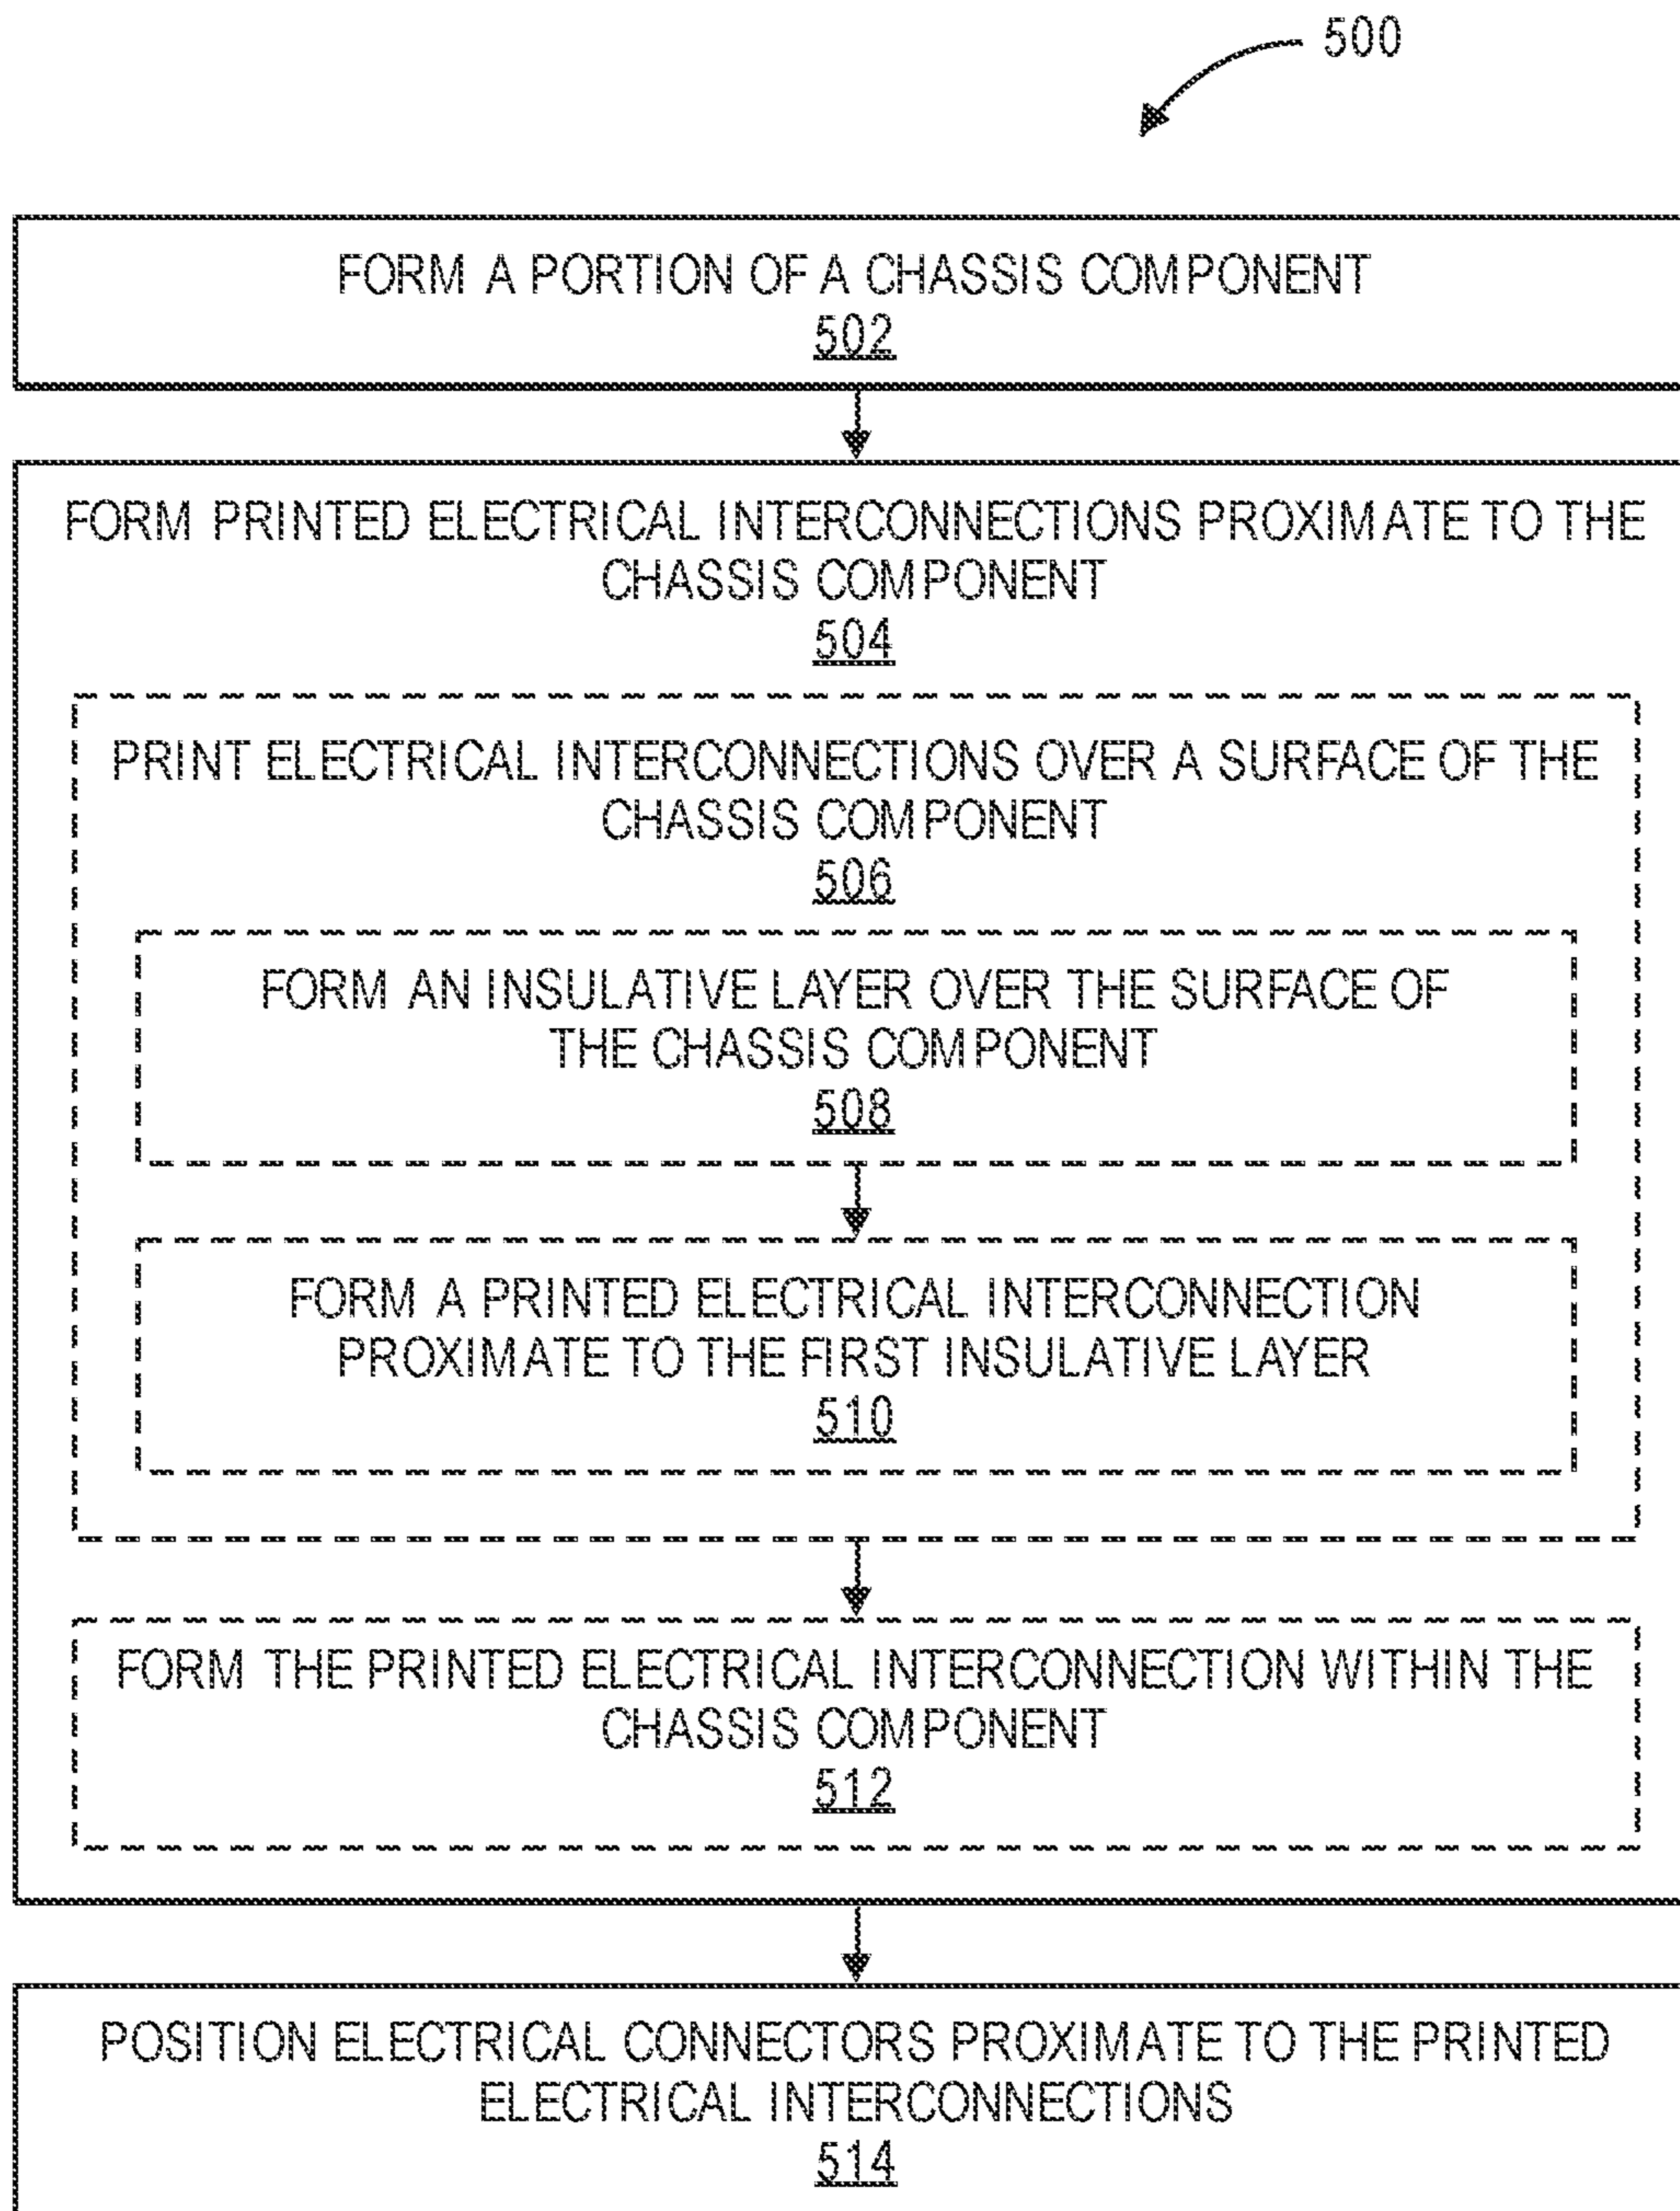 500
FORM A PORTION OF A CHASSIS COMPONENT
502
FORM PRINTED ELECTRICAL INTERCONNECTIONS PROXIMATE TO THE
CHASSIS COMPONENT
504
PRINT ELECTRICAL INTERCONNECTIONS OVER A SURFACE OF THE
CHASSIS COMPONENT
506
FORM AN INSULATIVE LAYER OVER THE SURFACE OF
THE CHASSIS COMPONENT
508
FORM A PRINTED ELECTRICAL INTERCONNECTION
PROXIMATE TO THE FIRST INSULATIVE LAYER
510
FORM THE PRINTED ELECTRICAL INTERCONNECTION WITHIN THE
CHASSIS COMPONENT
512
POSITION ELECTRICAL CONNECTORS PROXIMATE TO THE PRINTED
ELECTRICAL INTERCONNECTIONS
514